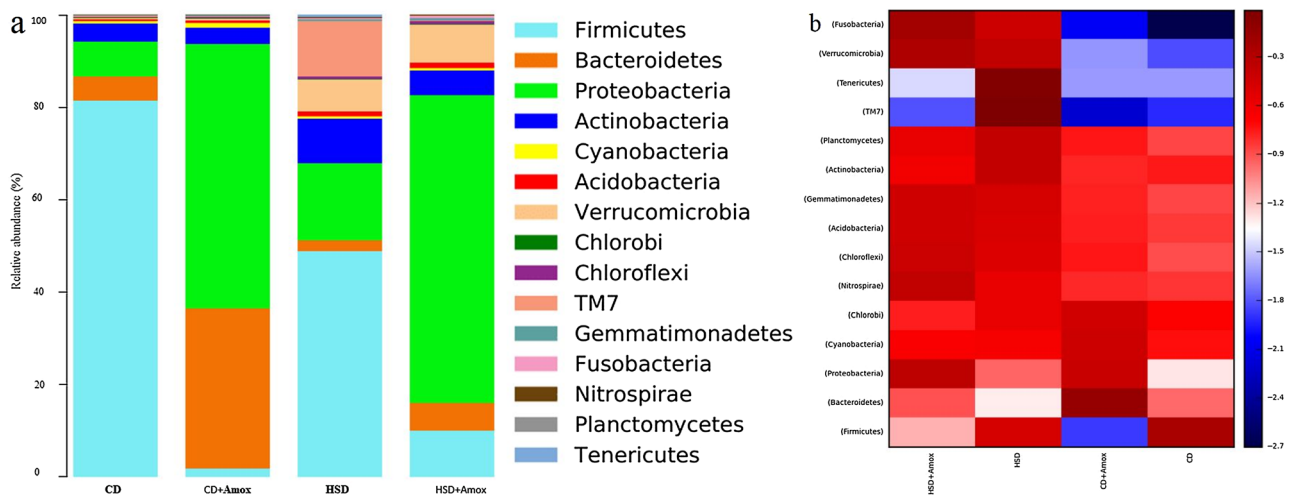 a
Relative abundance (%)
100
80
60
40
20
0
CD
CD+Amox
HSD
HSD+Amox
Firmicutes
Bacteroidetes
Proteobacteria
Actinobacteria
Cyanobacteria
Acidobacteria
Verrucomicrobia
Chlorobi
Chloroflexi
TM7
Gemmatimonadetes
Fusobacteria
Nitrospirae
Planctomycetes
Tenericutes
b
(Fusobacteria)
(Verrucomicrobia)
(Tenericutes)
(TM7)
(Planctomycetes)
(Actinobacteria)
(Gemmatimonadetes)
(Acidobacteria)
(Chloroflexi)
(Nitrospirae)
(Chlorobi)
(Cyanobacteria)
(Proteobacteria)
(Bacteroidetes)
(Firmicutes)
HSD+Amox
HSD
CD+Amox
CD
−0.3
−0.6
−0.9
−1.2
−1.5
−1.8
−2.1
−2.4
−2.7